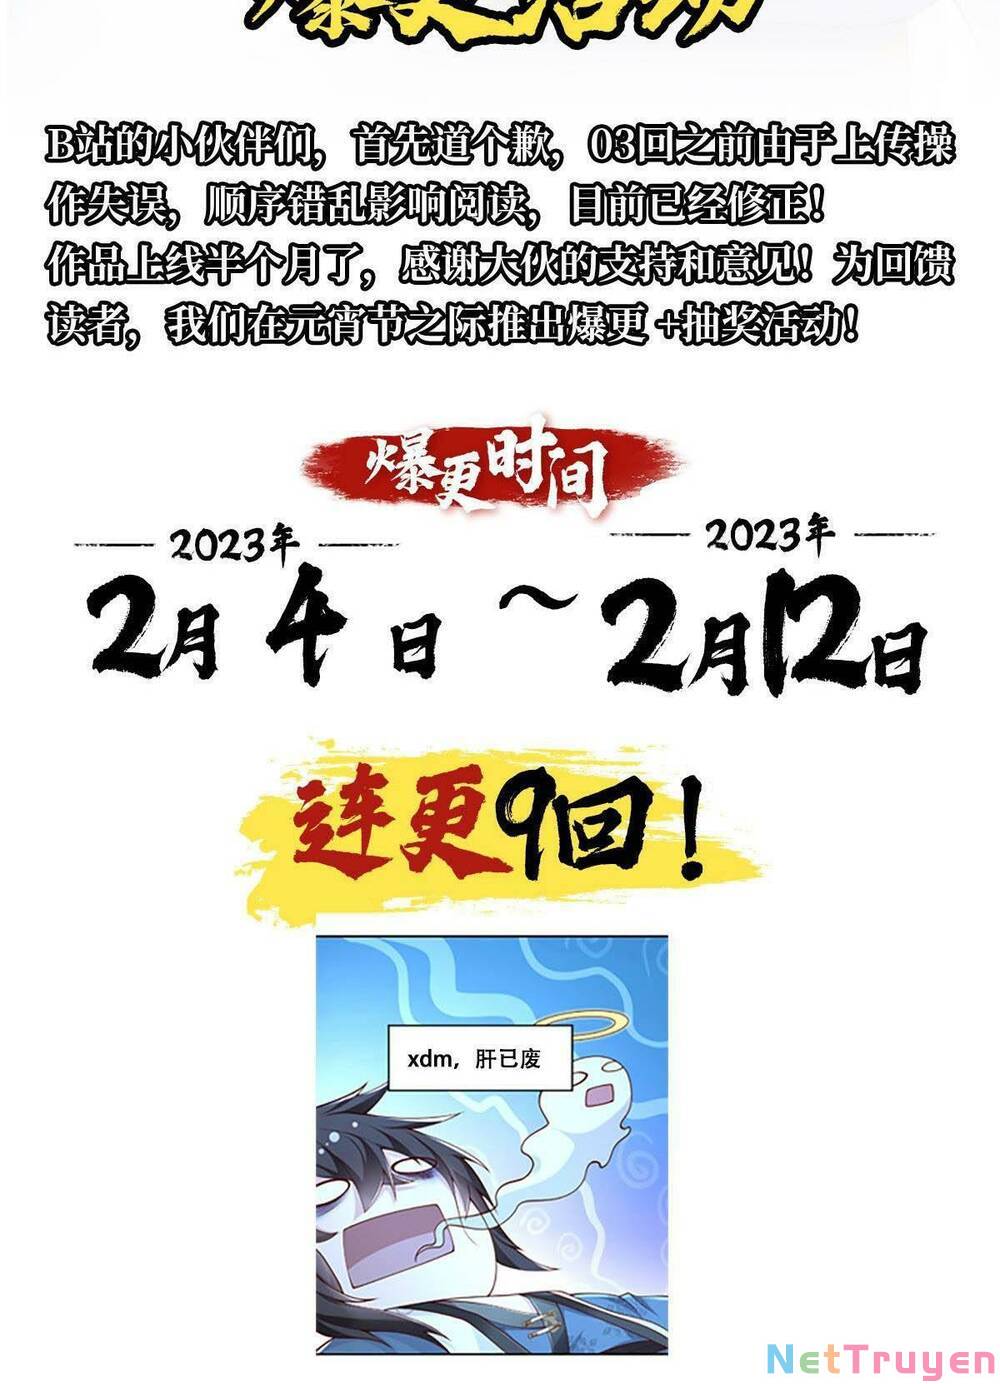 爆更活动
B站的小伙伴们，首先道个歉，03回之前由于上传操
作失误，顺序错乱影响阅读，目前已经修正！
作品上线半个月了，感谢大伙的支持和意见！为回馈
读者，我们在元宵节之际推出爆更+抽奖活动！
爆更时间
2023年 2023年
2月4日 ~ 2月12日
连更9回！
xdm，肝已废
NetTruyen